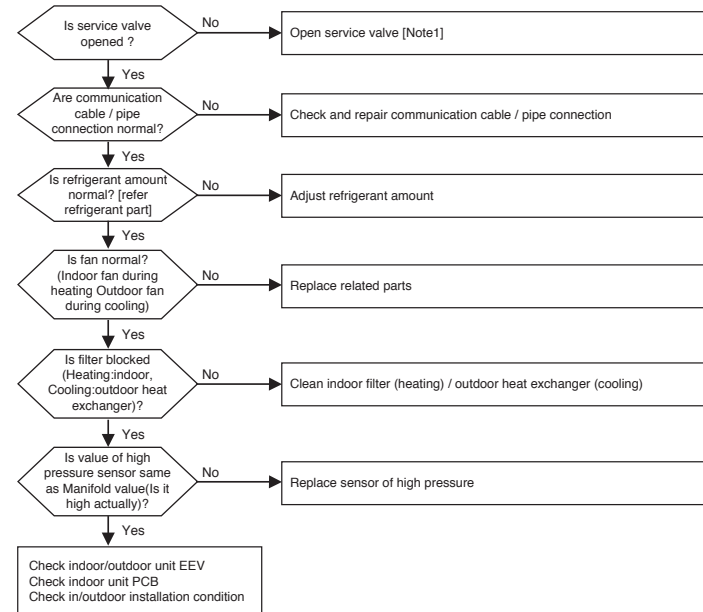 Is service valve
opened ?
No
Open service valve [Note1]
Yes
Are communication
cable / pipe
connection normal?
No
Check and repair communication cable / pipe connection
Yes
Is refrigerant amount
normal? [refer
refrigerant part]
No
Adjust refrigerant amount
Yes
Is fan normal?
(Indoor fan during
heating Outdoor fan
during cooling)
No
Replace related parts
Yes
Is filter blocked
(Heating:indoor,
Cooling:outdoor heat
exchanger)?
No
Clean indoor filter (heating) / outdoor heat exchanger (cooling)
Yes
Is value of high
pressure sensor same
as Manifold value(Is it
high actually)?
No
Replace sensor of high pressure
Yes
Check indoor/outdoor unit EEV
Check indoor unit PCB
Check in/outdoor installation condition